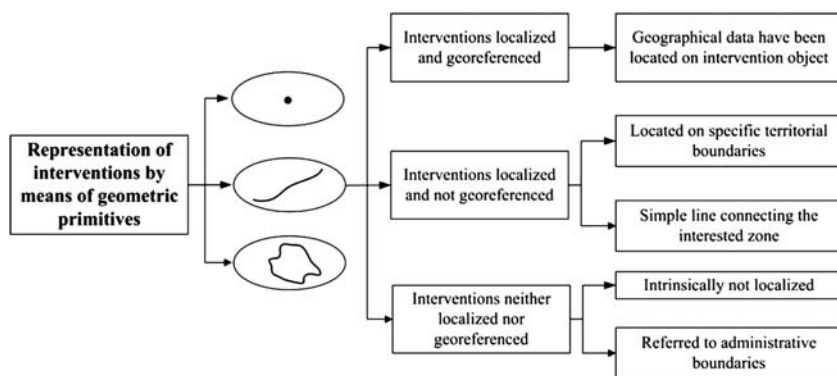 Representation of
interventions by
means of geometric
primitives
Interventions localized
and georeferenced
Geographical data have been
located on intervention object
Interventions localized
and not georeferenced
Located on specific territorial
boundaries
Simple line connecting the
interested zone
Interventions neither
localized nor
georeferenced
Intrinsically not localized
Referred to administrative
boundaries